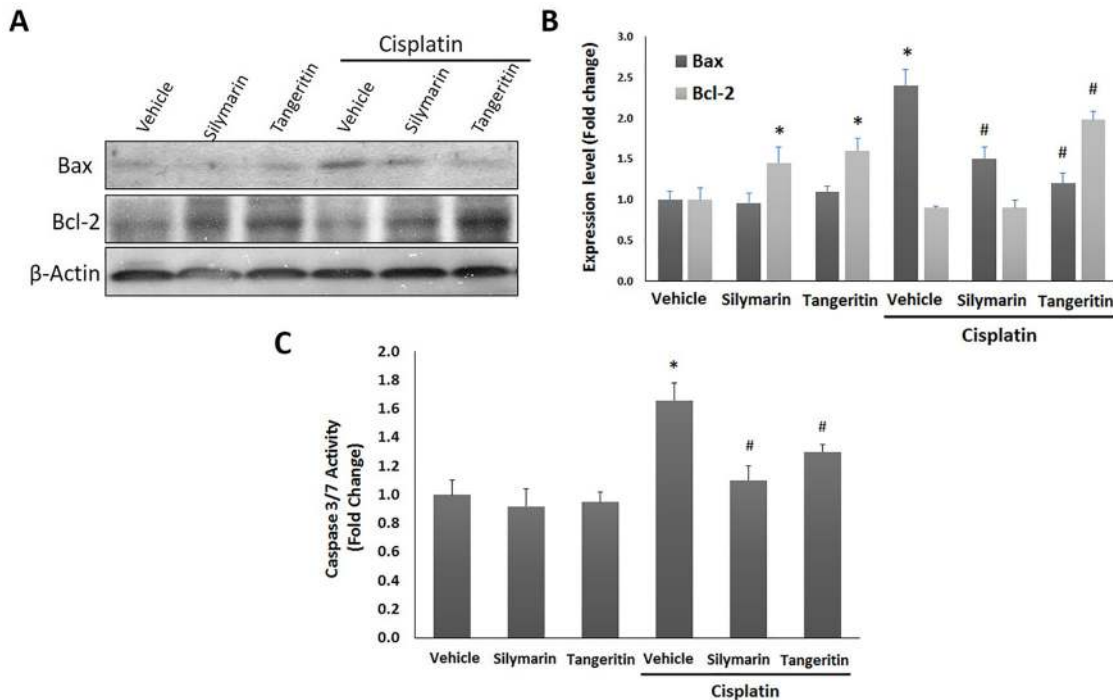 A
Cisplatin
Vehicle
Silymarin
Tangeritin
Vehicle
Silymarin
Tangeritin
Bax
Bcl-2
β-Actin
B
Expression level (Fold change)
3.0
2.5
2.0
1.5
1.0
0.5
0.0
Bax
Bcl-2
* * * # # #
Vehicle Silymarin Tangeritin Vehicle Silymarin Tangeritin
Cisplatin
C
Caspase 3/7 Activity
(Fold Change)
2.0
1.8
1.6
1.4
1.2
1.0
0.8
0.6
0.4
0.2
0.0
* # #
Vehicle Silymarin Tangeritin Vehicle Silymarin Tangeritin
Cisplatin